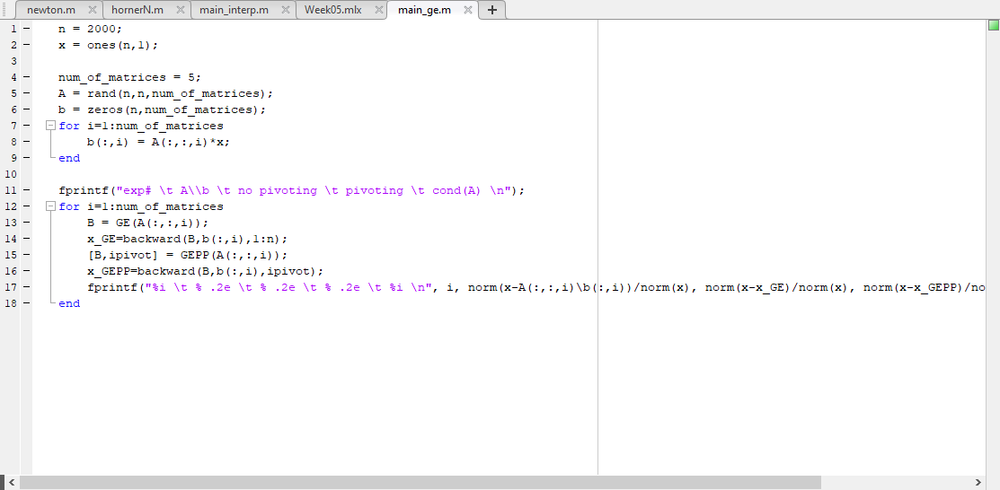 newton.m hornerN.m main_interp.m Week05.mlx main_ge.m +
1 n = 2000;
2 x = ones(n,1);
3
4 num_of_matrices = 5;
5 A = rand(n,n,num_of_matrices);
6 b = zeros(n,num_of_matrices);
7 for i=1:num_of_matrices
8 b(:,i) = A(:,:,i)*x;
9 end
10
11 fprintf("exp# \t A\\b \t no pivoting \t pivoting \t cond(A) \n");
12 for i=1:num_of_matrices
13 B = GE(A(:,:,i));
14 x_GE=backward(B,b(:,i),1:n);
15 [B,ipivot] = GEPP(A(:,:,i));
16 x_GEPP=backward(B,b(:,i),ipivot);
17 fprintf("%i \t % .2e \t % .2e \t % .2e \t %i \n", i, norm(x-A(:,:,i)\b(:,i))/norm(x), norm(x-x_GE)/norm(x), norm(x-x_GEPP)/no
18 end